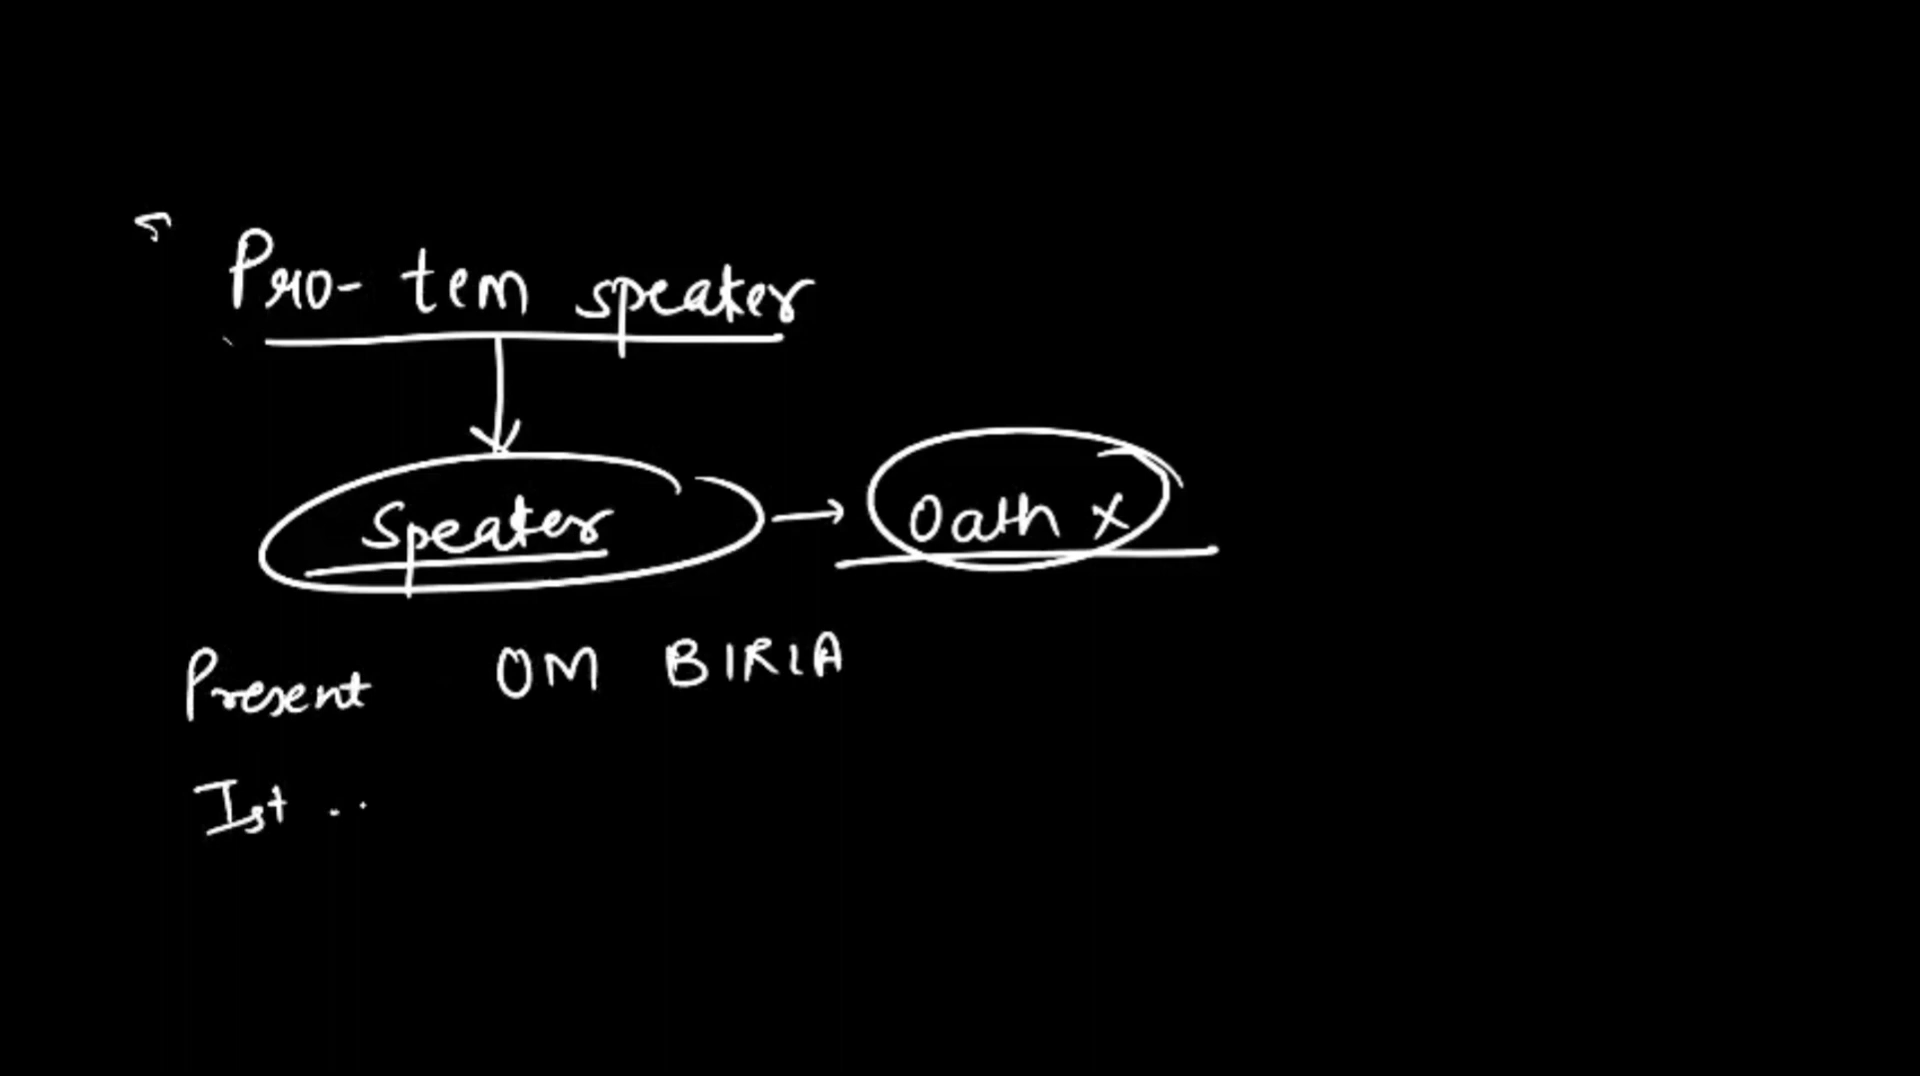 Pro-tem speaker
Speaker → Oath x
Present OM BIRLA
Ist ..